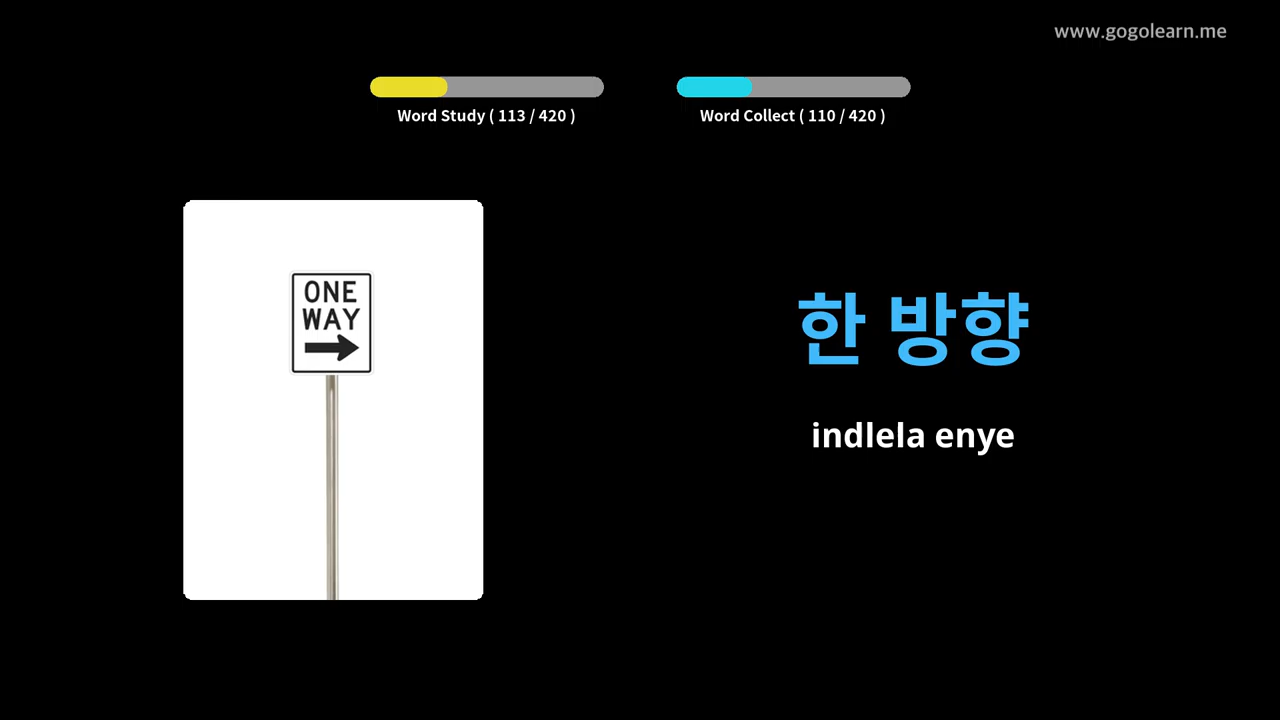 www.gogolearn.me
Word Study ( 113 / 420 )
Word Collect ( 110 / 420 )
ONE
WAY
한 방향
indlela enye